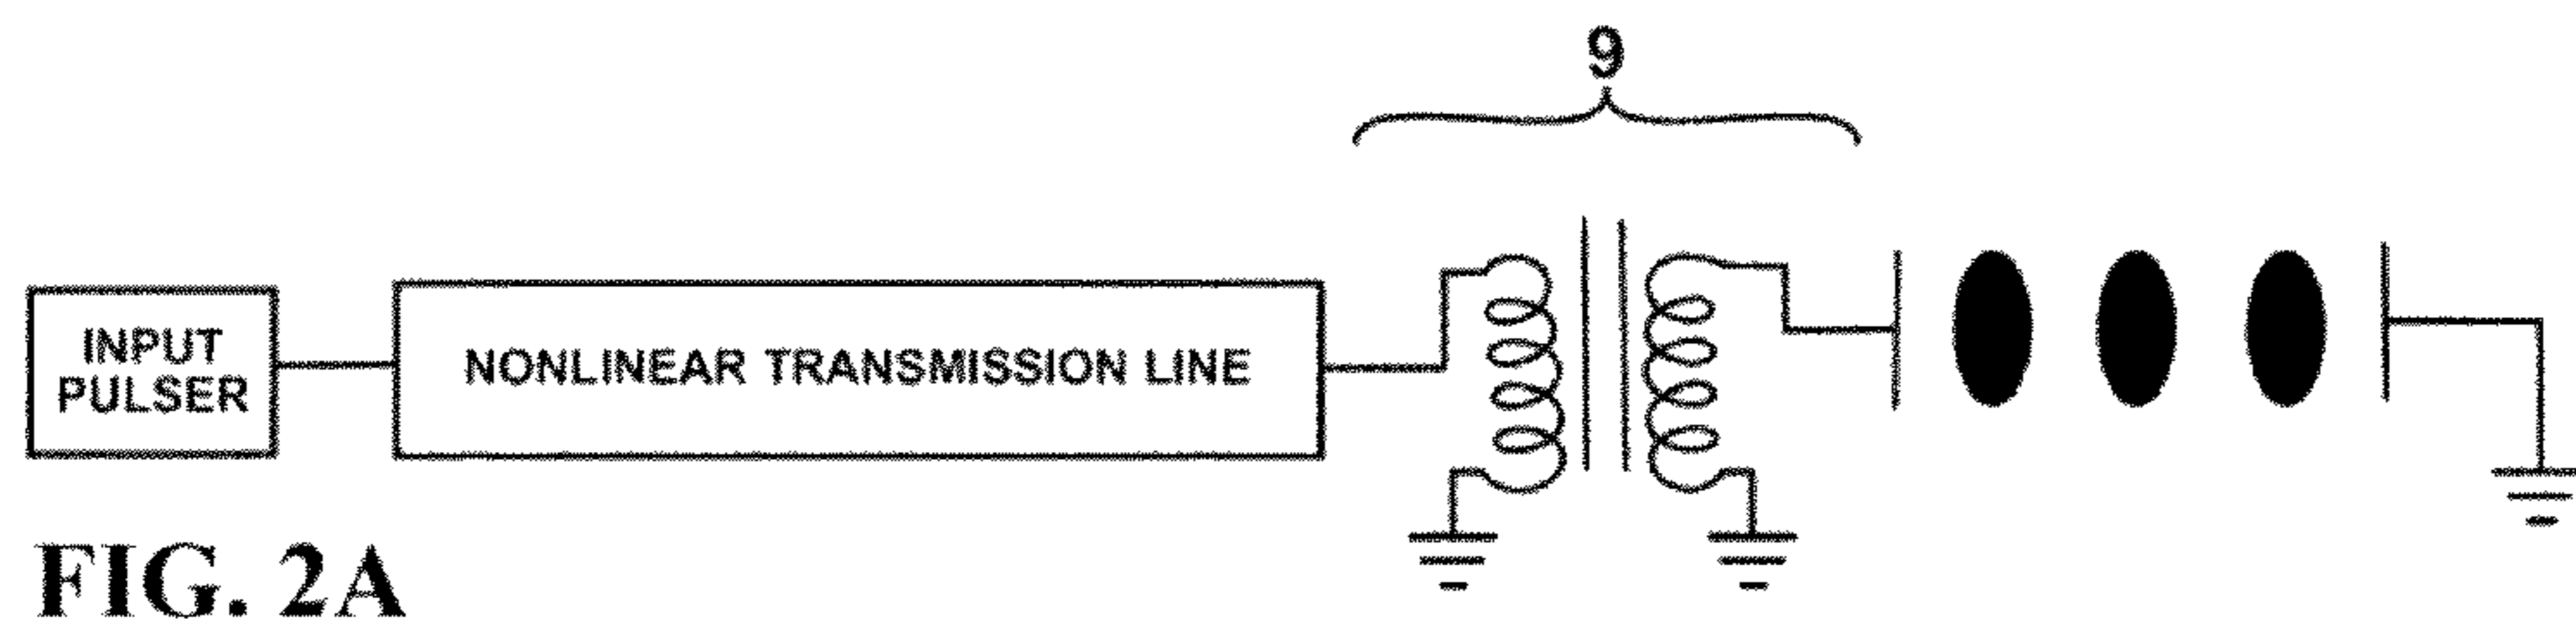 9
INPUT
PULSER
NONLINEAR TRANSMISSION LINE
FIG. 2A